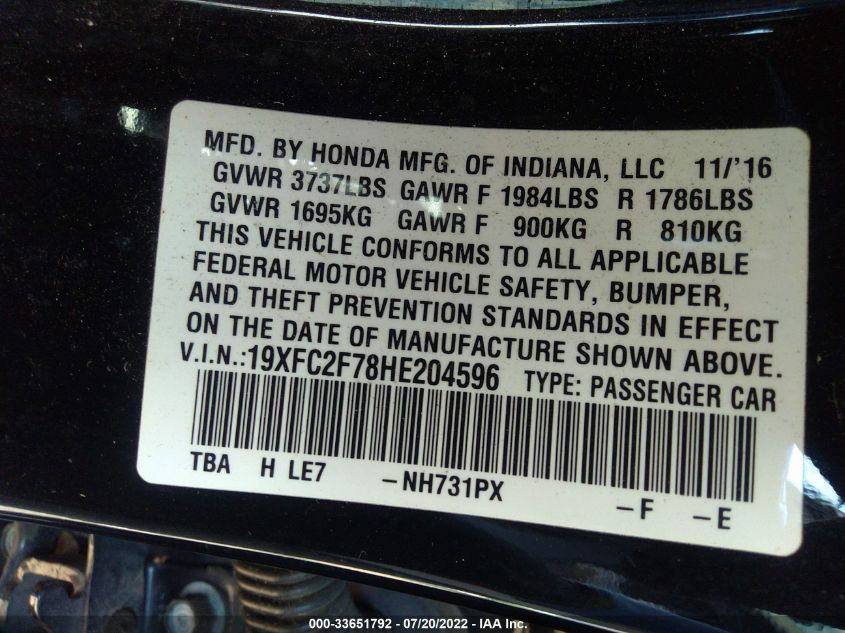 MFD. BY HONDA MFG. OF INDIANA, LLC 11/'16
GVWR 3737LBS GAWR F 1984LBS R 1786LBS
GVWR 1695KG GAWR F 900KG R 810KG
THIS VEHICLE CONFORMS TO ALL APPLICABLE
FEDERAL MOTOR VEHICLE SAFETY, BUMPER,
AND THEFT PREVENTION STANDARDS IN EFFECT
ON THE DATE OF MANUFACTURE SHOWN ABOVE.
V.I.N.:19XFC2F78HE204596 TYPE: PASSENGER CAR
TBA H LE7 -NH731PX -F -E
000-33651792 - 07/20/2022 - IAA Inc.